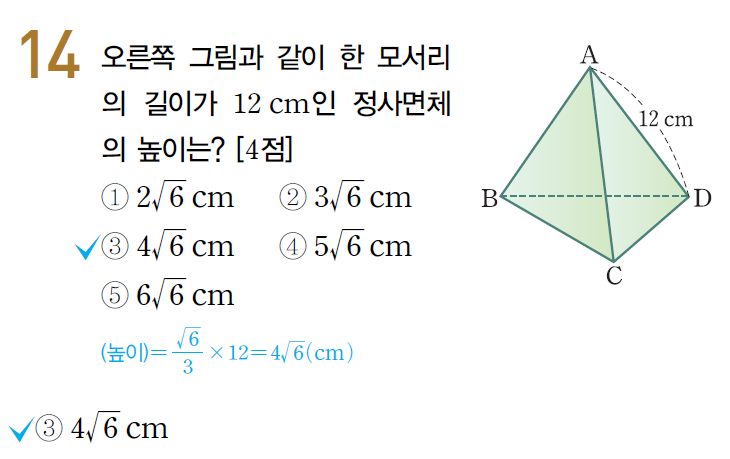 14 오른쪽 그림과 같이 한 모서리
의 길이가 12 cm인 정사면체
의 높이는? [4점]
① 2√6 cm ② 3√6 cm
✓③ 4√6 cm ④ 5√6 cm
⑤ 6√6 cm
(높이)=√6/3×12=4√6(cm)
✓③ 4√6 cm
A
12 cm
B
D
C